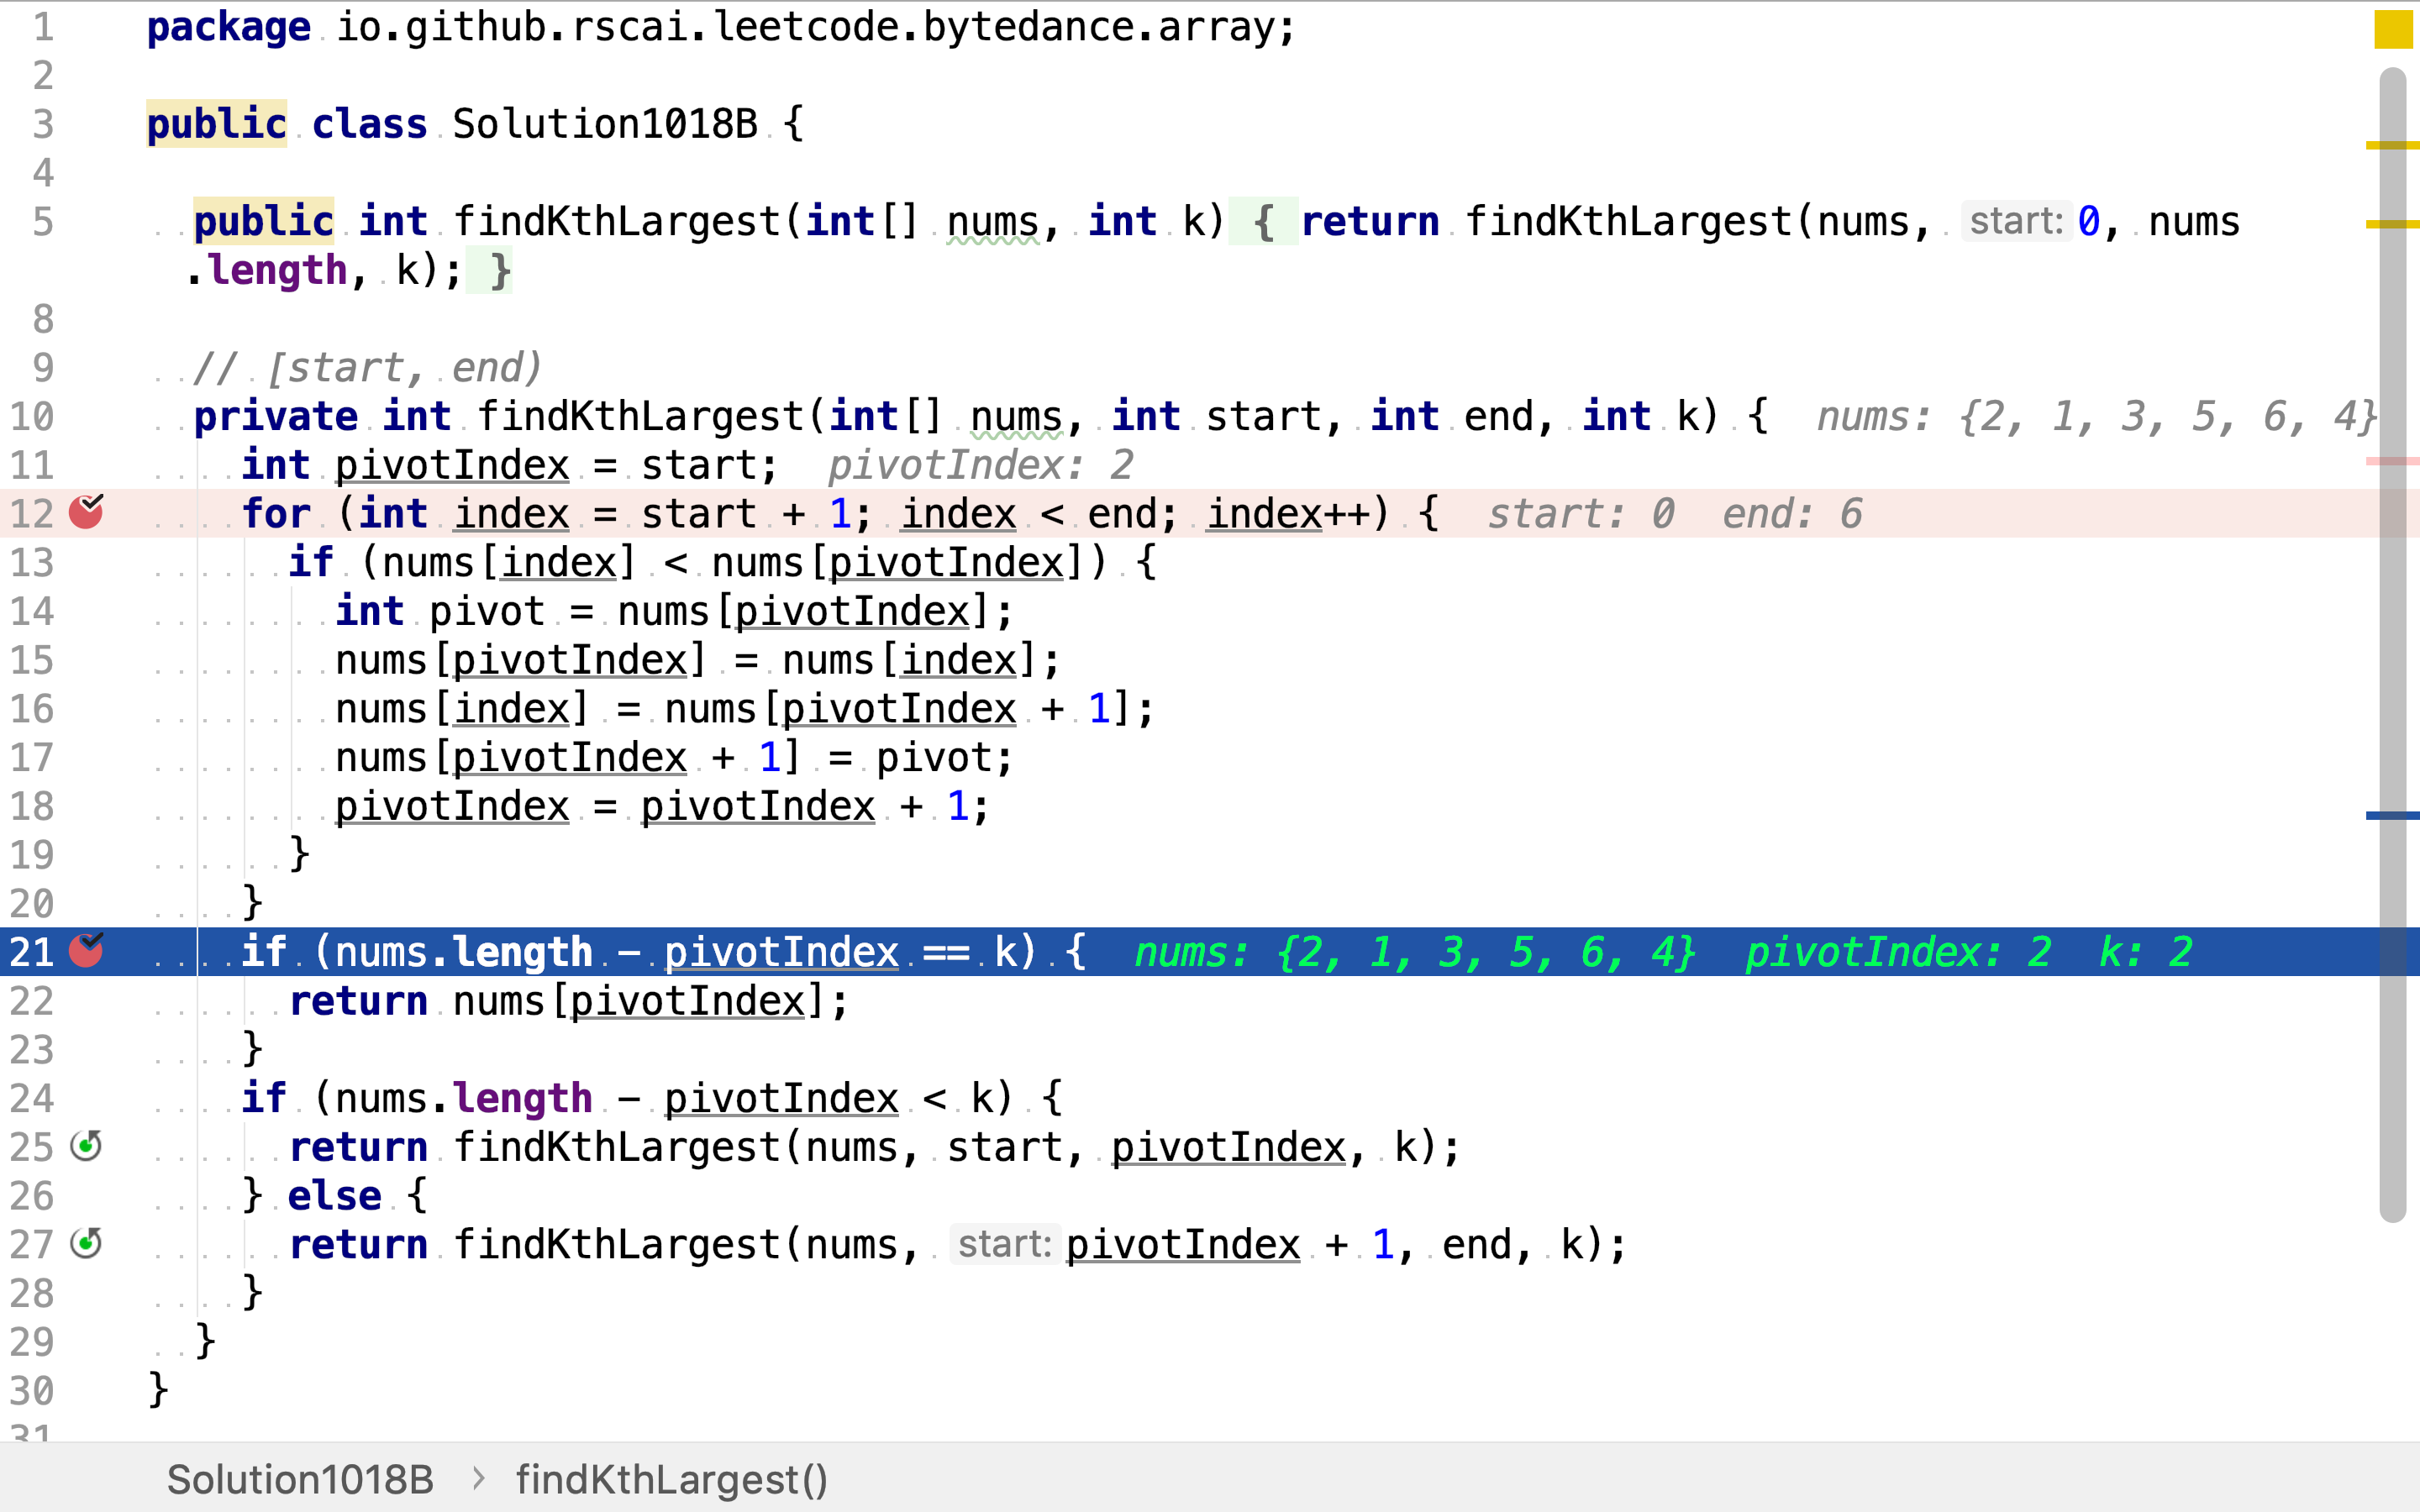 1 package io.github.rscai.leetcode.bytedance.array;
2
3 public class Solution1018B {
4
5 public int findKthLargest(int[] nums, int k) { return findKthLargest(nums, start: 0, nums
.length, k); }
8
9 // [start, end)
10 private int findKthLargest(int[] nums, int start, int end, int k) { nums: {2, 1, 3, 5, 6, 4}
11 int pivotIndex = start; pivotIndex: 2
12 for (int index = start + 1; index < end; index++) { start: 0 end: 6
13 if (nums[index] < nums[pivotIndex]) {
14 int pivot = nums[pivotIndex];
15 nums[pivotIndex] = nums[index];
16 nums[index] = nums[pivotIndex + 1];
17 nums[pivotIndex + 1] = pivot;
18 pivotIndex = pivotIndex + 1;
19 }
20 }
21 if (nums.length - pivotIndex == k) { nums: {2, 1, 3, 5, 6, 4} pivotIndex: 2 k: 2
22 return nums[pivotIndex];
23 }
24 if (nums.length - pivotIndex < k) {
25 return findKthLargest(nums, start, pivotIndex, k);
26 } else {
27 return findKthLargest(nums, start: pivotIndex + 1, end, k);
28 }
29 }
30 }
31
Solution1018B > findKthLargest()